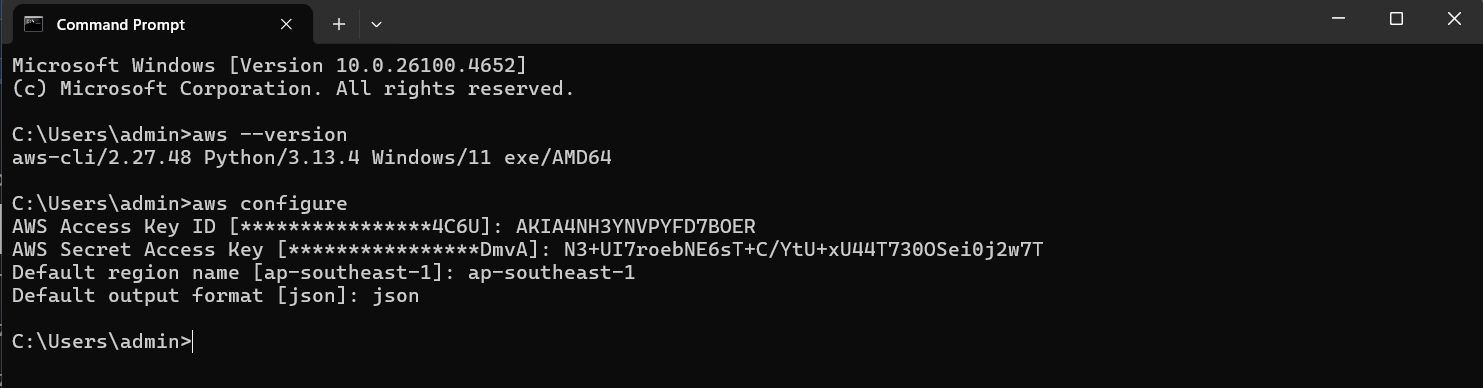 Command Prompt
Microsoft Windows [Version 10.0.26100.4652]
(c) Microsoft Corporation. All rights reserved.
C:\Users\admin>aws --version
aws-cli/2.27.48 Python/3.13.4 Windows/11 exe/AMD64
C:\Users\admin>aws configure
AWS Access Key ID [****************4C6U]: AKIA4NH3YNVPYFD7BOER
AWS Secret Access Key [****************DmvA]: 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
Default region name [ap-southeast-1]: ap-southeast-1
Default output format [json]: json
C:\Users\admin>